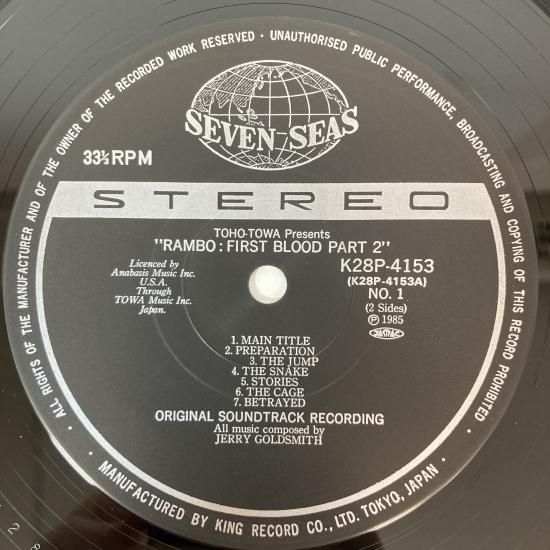 ALL RIGHTS OF THE MANUFACTURER AND OF THE OWNER OF THE RECORDED WORK RESERVED · UNAUTHORISED PUBLIC PERFORMANCE, BROADCASTING AND COPYING OF THIS RECORD PROHIBITED ·
SEVEN SEAS
33⅓RPM
STEREO
TOHO-TOWA Presents
"RAMBO: FIRST BLOOD PART 2"
Licenced by
Anabasis Music Inc.
U.S.A.
Through
TOWA Music Inc.
Japan.
K28P-4153
(K28P-4153A)
NO. 1
(2 Sides)
Ⓟ 1985
JASRAC
1. MAIN TITLE
2. PREPARATION
3. THE JUMP
4. THE SNAKE
5. STORIES
6. THE CAGE
7. BETRAYED
ORIGINAL SOUNDTRACK RECORDING
All music composed by
JERRY GOLDSMITH
· MANUFACTURED BY KING RECORD CO., LTD. TOKYO, JAPAN ·